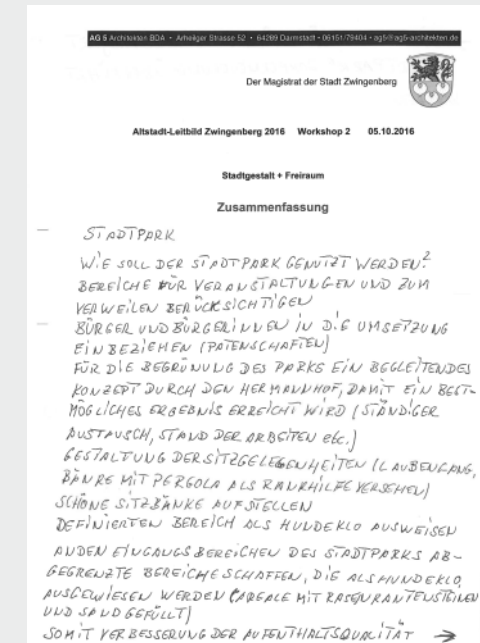 AG 5 Architekten BDA • Arheilger Strasse 52 • 64289 Darmstadt • 06151/79404 • ag5@ag5-architekten.de
Der Magistrat der Stadt Zwingenberg
Altstadt-Leitbild Zwingenberg 2016 Workshop 2 05.10.2016
Stadtgestalt + Freiraum
Zusammenfassung
STADTPARK
WIE SOLL DER STADTPARK GENUTZT WERDEN?
BEREICHE FÜR VERANSTALTUNGEN UND ZUM
VERWEILEN BERÜCKSICHTIGEN
BÜRGER UND BÜRGERINNEN IN DIE UMSETZUNG
EINBEZIEHEN (PATENSCHAFTEN)
FÜR DIE BEGRÜNUNG DES PARKS EIN BEGLEITENDES
KONZEPT DURCH DEN HERMANNHOF, DAMIT EIN BEST-
MÖGLICHES ERGEBNIS ERREICHT WIRD (STÄNDIGER
AUSTAUSCH, STAND DER ARBEITEN etc.)
GESTALTUNG DER SITZGELEGENHEITEN (LAUBENGANG,
BÄNKE MIT PERGOLA ALS RANKHILFE VERSEHEN)
SCHÖNE SITZBÄNKE AUFSTELLEN
DEFINIERTEN BEREICH ALS HUNDEKLO AUSWEISEN
AN DEN EINGANGSBEREICHEN DES STADTPARKS AB-
GEGRENZTE BEREICHE SCHAFFEN, DIE ALS HUNDEKLO
AUSGEWIESEN WERDEN (AREALE MIT RASENKANTENSTEINEN
UND SAND GEFÜLLT)
SOMIT VERBESSERUNG DER AUFENTHALTSQUALITÄT →